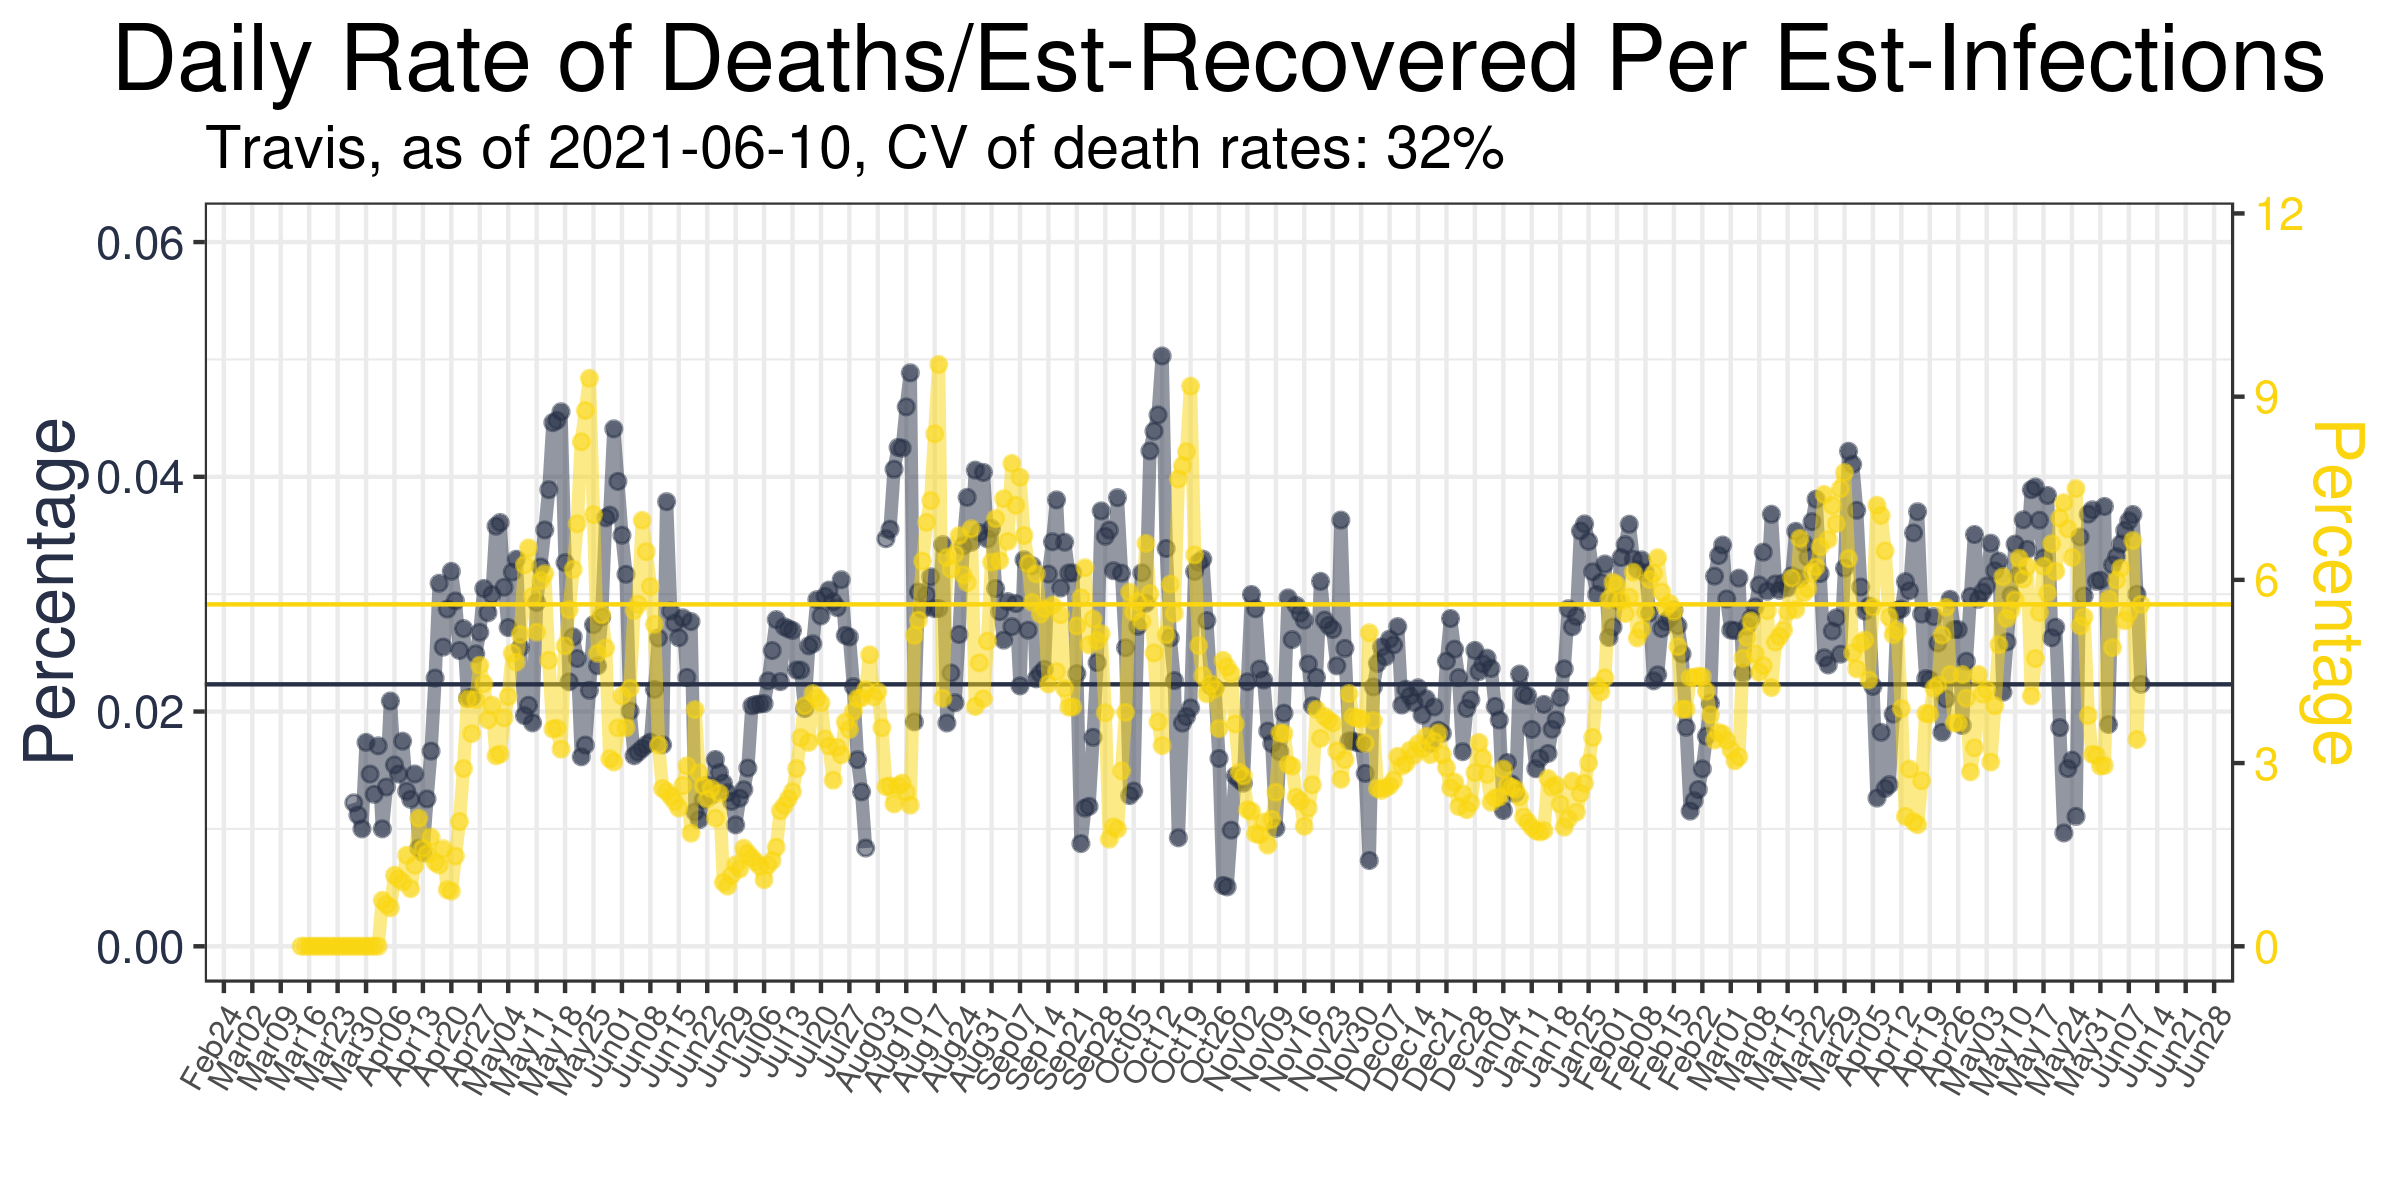 Daily Rate of Deaths/Est-Recovered Per Est-Infections
Travis, as of 2021-06-10, CV of death rates: 32%
Percentage
0.06
0.04
0.02
0.00
12
9
6
3
0
Percentage
Feb24
Mar02
Mar09
Mar16
Mar23
Mar30
Apr06
Apr13
Apr20
Apr27
May04
May11
May18
May25
Jun01
Jun08
Jun15
Jun22
Jun29
Jul06
Jul13
Jul20
Jul27
Aug03
Aug10
Aug17
Aug24
Aug31
Sep07
Sep14
Sep21
Sep28
Oct05
Oct12
Oct19
Oct26
Nov02
Nov09
Nov16
Nov23
Nov30
Dec07
Dec14
Dec21
Dec28
Jan04
Jan11
Jan18
Jan25
Feb01
Feb08
Feb15
Feb22
Mar01
Mar08
Mar15
Mar22
Mar29
Apr05
Apr12
Apr19
Apr26
May03
May10
May17
May24
May31
Jun07
Jun14
Jun21
Jun28